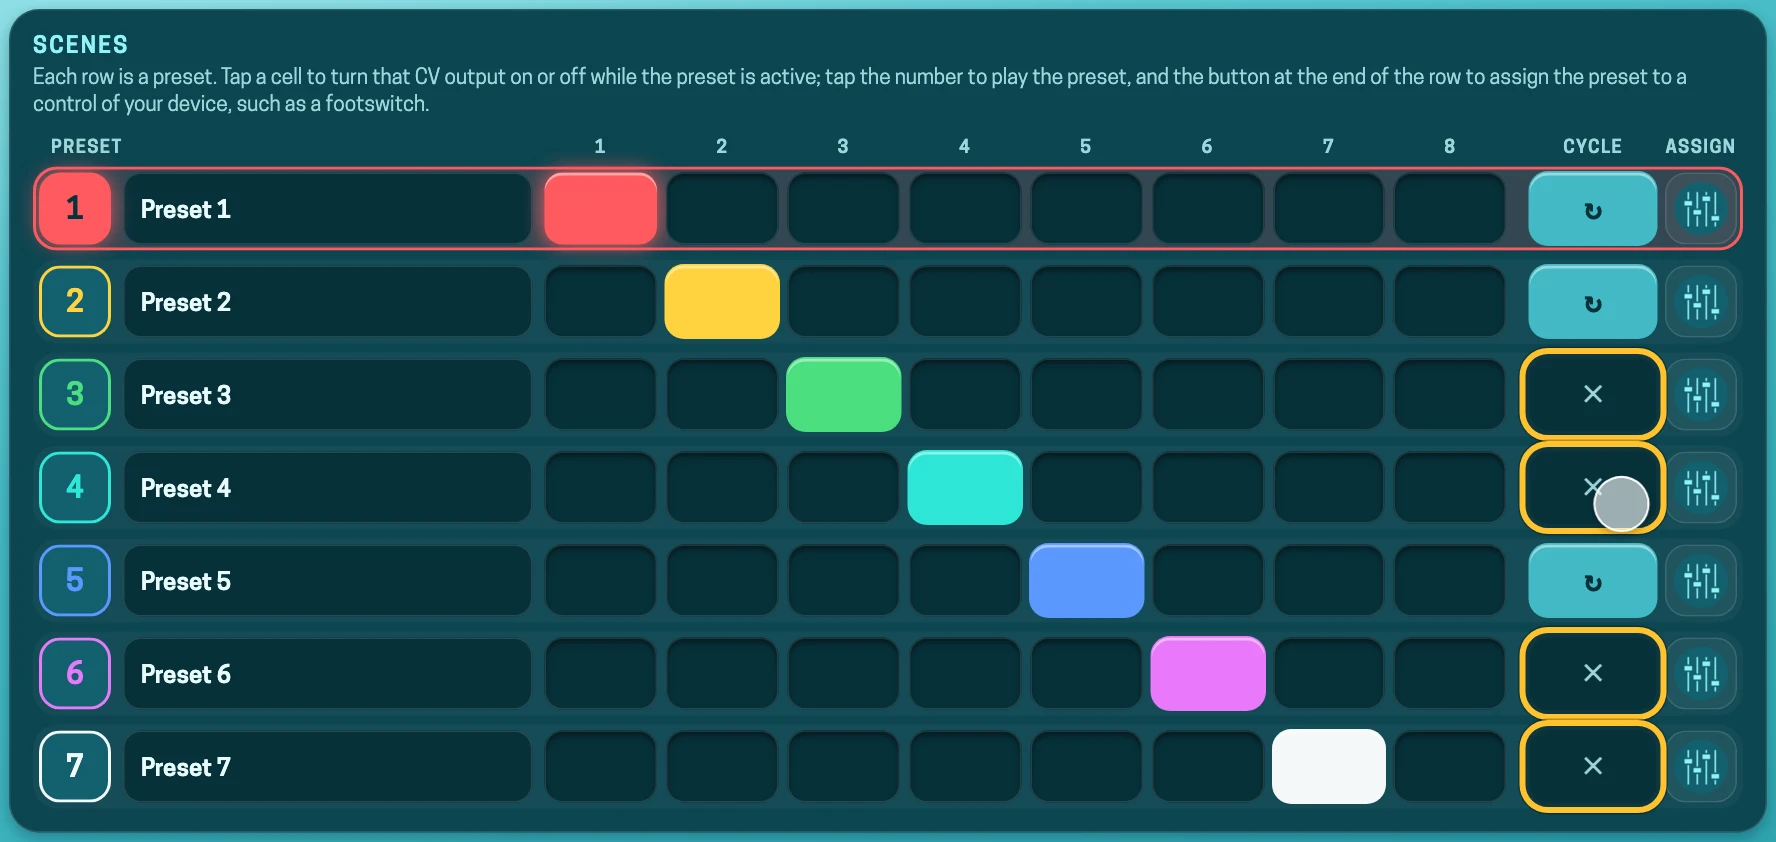 SCENES
Each row is a preset. Tap a cell to turn that CV output on or off while the preset is active; tap the number to play the preset, and the button at the end of the row to assign the preset to a
control of your device, such as a footswitch.
PRESET 1 2 3 4 5 6 7 8 CYCLE ASSIGN
1 Preset 1 ↻
2 Preset 2 ↻
3 Preset 3 ×
4 Preset 4 ×
5 Preset 5 ↻
6 Preset 6 ×
7 Preset 7 ×